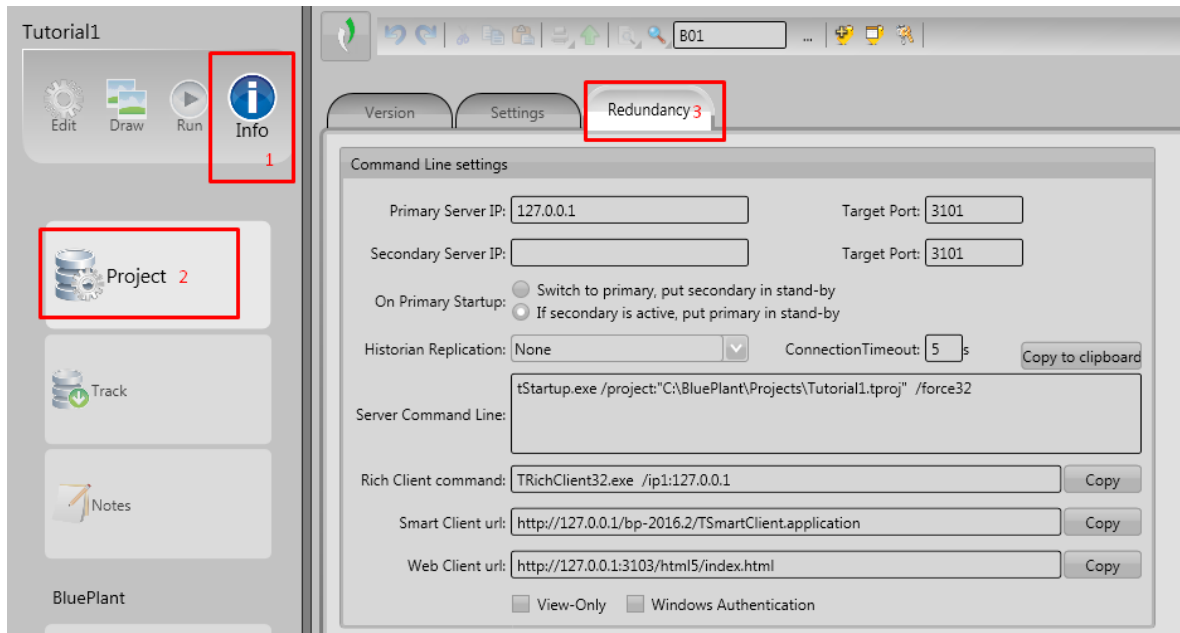 Tutorial1
Edit Draw Run Info
1
Project 2
Track
Notes
BluePlant
B01 ...
Version Settings Redundancy 3
Command Line settings
Primary Server IP: 127.0.0.1 Target Port: 3101
Secondary Server IP: Target Port: 3101
On Primary Startup: Switch to primary, put secondary in stand-by
If secondary is active, put primary in stand-by
Historian Replication: None ConnectionTimeout: 5 s
Copy to clipboard
Server Command Line: tStartup.exe /project:"C:\BluePlant\Projects\Tutorial1.tproj" /force32
Rich Client command: TRichClient32.exe /ip1:127.0.0.1 Copy
Smart Client url: http://127.0.0.1/bp-2016.2/TSmartClient.application Copy
Web Client url: http://127.0.0.1:3103/html5/index.html Copy
View-Only Windows Authentication